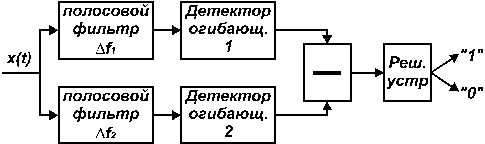 полосовой
фильтр
Δf1
Детектор
огибающ.
1
x(t)
—
Реш.
устр
"1"
"0"
полосовой
фильтр
Δf2
Детектор
огибающ.
2